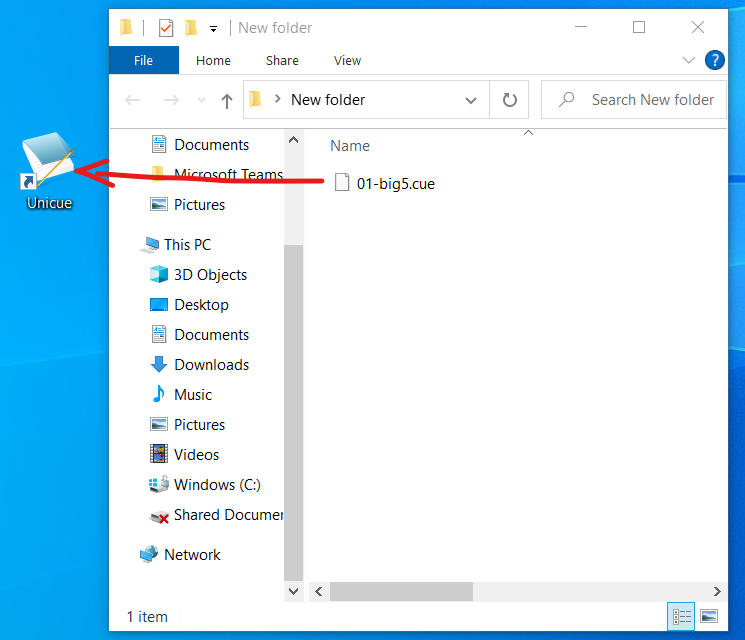 New folder
File
Home
Share
View
New folder
Search New folder
Unicue
Documents
Microsoft Teams
Pictures
This PC
3D Objects
Desktop
Documents
Downloads
Music
Pictures
Videos
Windows (C:)
Shared Documen
Network
Name
01-big5.cue
1 item